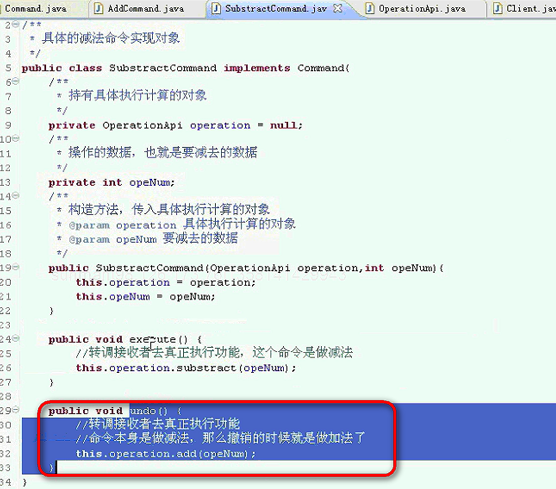 Command.java
AddCommand.java
SubstractCommand.jav
OperationApi.java
Client.jav
2 /**
3 * 具体的减法命令实现对象
4 */
5 public class SubstractCommand implements Command{
6 /**
7 * 持有具体执行计算的对象
8 */
9 private OperationApi operation = null;
10 /**
11 * 操作的数据，也就是要减去的数据
12 */
13 private int opeNum;
14 /**
15 * 构造方法，传入具体执行计算的对象
16 * @param operation 具体执行计算的对象
17 * @param opeNum 要减去的数据
18 */
19 public SubstractCommand(OperationApi operation,int opeNum){
20 this.operation = operation;
21 this.opeNum = opeNum;
22 }
23
24 public void execute() {
25 //转调接收者去真正执行功能，这个命令是做减法
26 this.operation.substract(opeNum);
27 }
28
29 public void undo() {
30 //转调接收者去真正执行功能
31 //命令本身是做减法，那么撤销的时候就是做加法了
32 this.operation.add(opeNum);
33 }
34